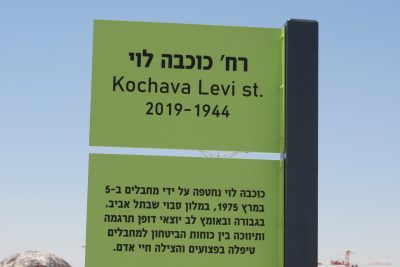 רח' כוכבה לוי
Kochava Levi st.
2019-1944
כוכבה לוי נחטפה על ידי מחבלים ב-5
במרץ 1975, במלון סבוי שבתל אביב.
בגבורה ובאומץ לב יוצאי דופן תרגמה
ותיווכה בין כוחות הביטחון למחבלים
טיפלה בפצועים והצילה חיי אדם.